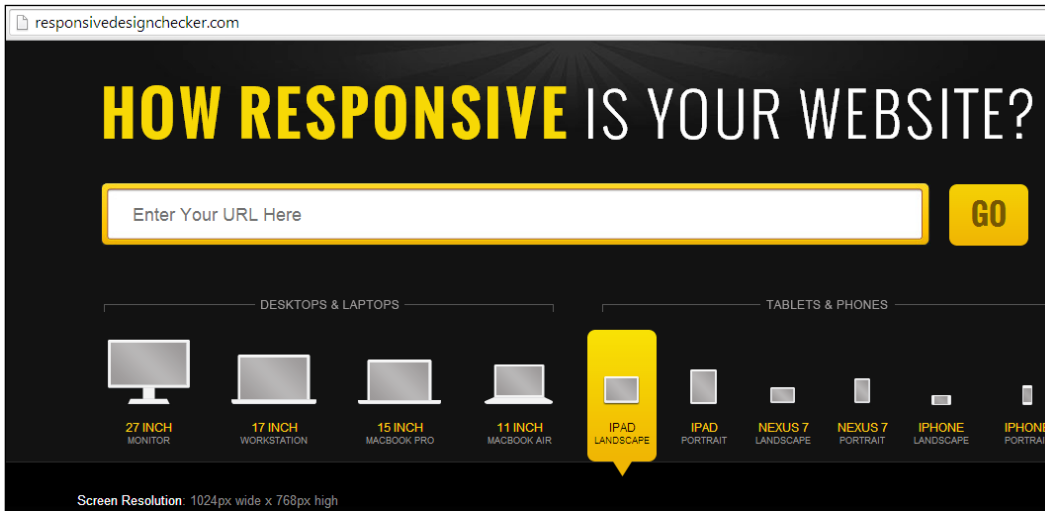 responsivedesignchecker.com
HOW RESPONSIVE IS YOUR WEBSITE?
Enter Your URL Here
GO
DESKTOPS & LAPTOPS
TABLETS & PHONES
27 INCH
MONITOR
17 INCH
WORKSTATION
15 INCH
MACBOOK PRO
11 INCH
MACBOOK AIR
IPAD
LANDSCAPE
IPAD
PORTRAIT
NEXUS 7
LANDSCAPE
NEXUS 7
PORTRAIT
IPHONE
LANDSCAPE
IPHONE
PORTRAI
Screen Resolution: 1024px wide x 768px high